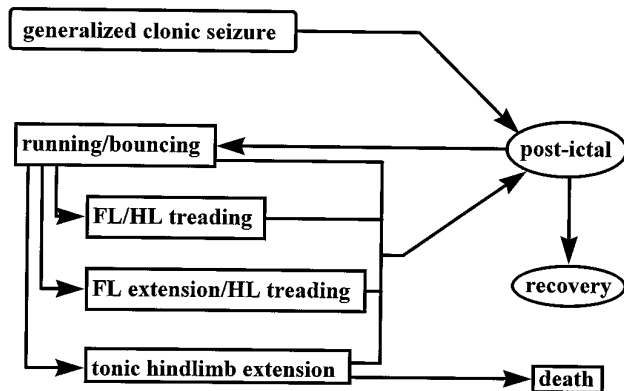 generalized clonic seizure
running/bouncing
post-ictal
FL/HL treading
FL extension/HL treading
recovery
tonic hindlimb extension
death